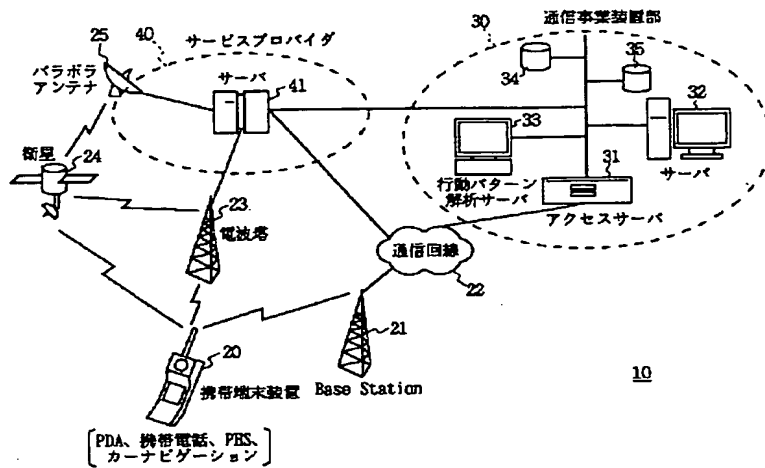 通信事業装置部
30
35
34
32
33
サーバ
行動パターン
解析サーバ
31
アクセスサーバ
サービスプロバイダ
40
サーバ
41
25
パラボラ
アンテナ
衛星
24
23
電波塔
通信回線
22
21
Base Station
20
携帯端末装置
[PDA、携帯電話、PHS、
カーナビゲーション]
10